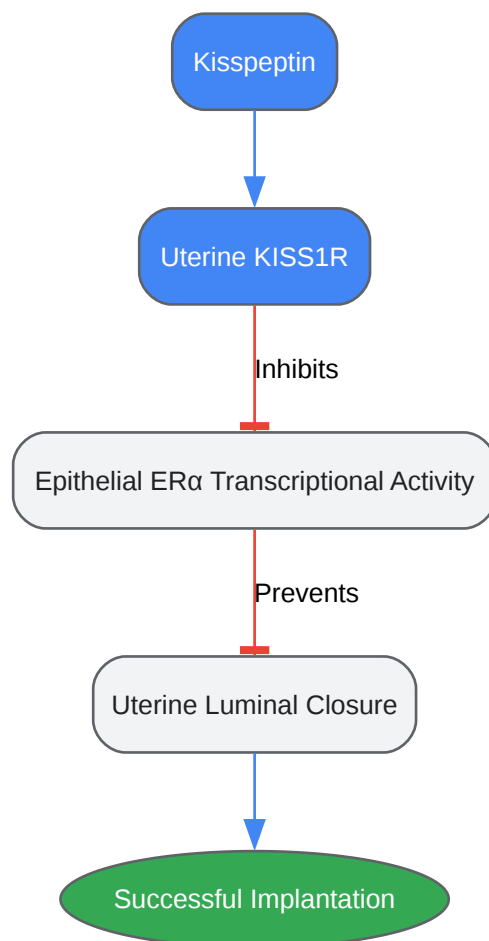 Kisspeptin
Uterine KISS1R
Inhibits
Epithelial ERα Transcriptional Activity
Prevents
Uterine Luminal Closure
Successful Implantation